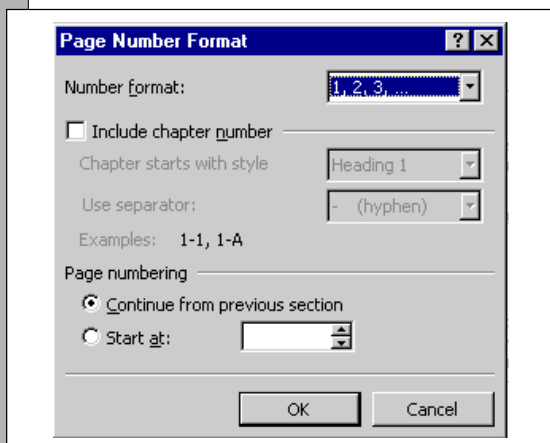 Page Number Format
Number format: 1, 2, 3, ...
Include chapter number
Chapter starts with style Heading 1
Use separator: - (hyphen)
Examples: 1-1, 1-A
Page numbering
Continue from previous section
Start at:
OK Cancel